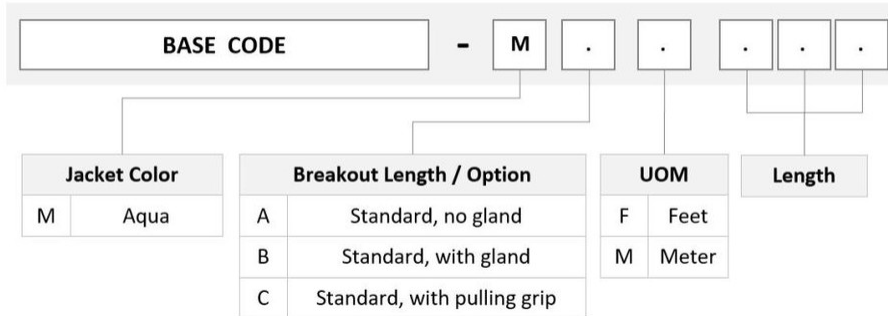 BASE CODE - M . . . . .
Jacket Color Breakout Length / Option UOM Length
M Aqua A Standard, no gland F Feet
B Standard, with gland M Meter
C Standard, with pulling grip